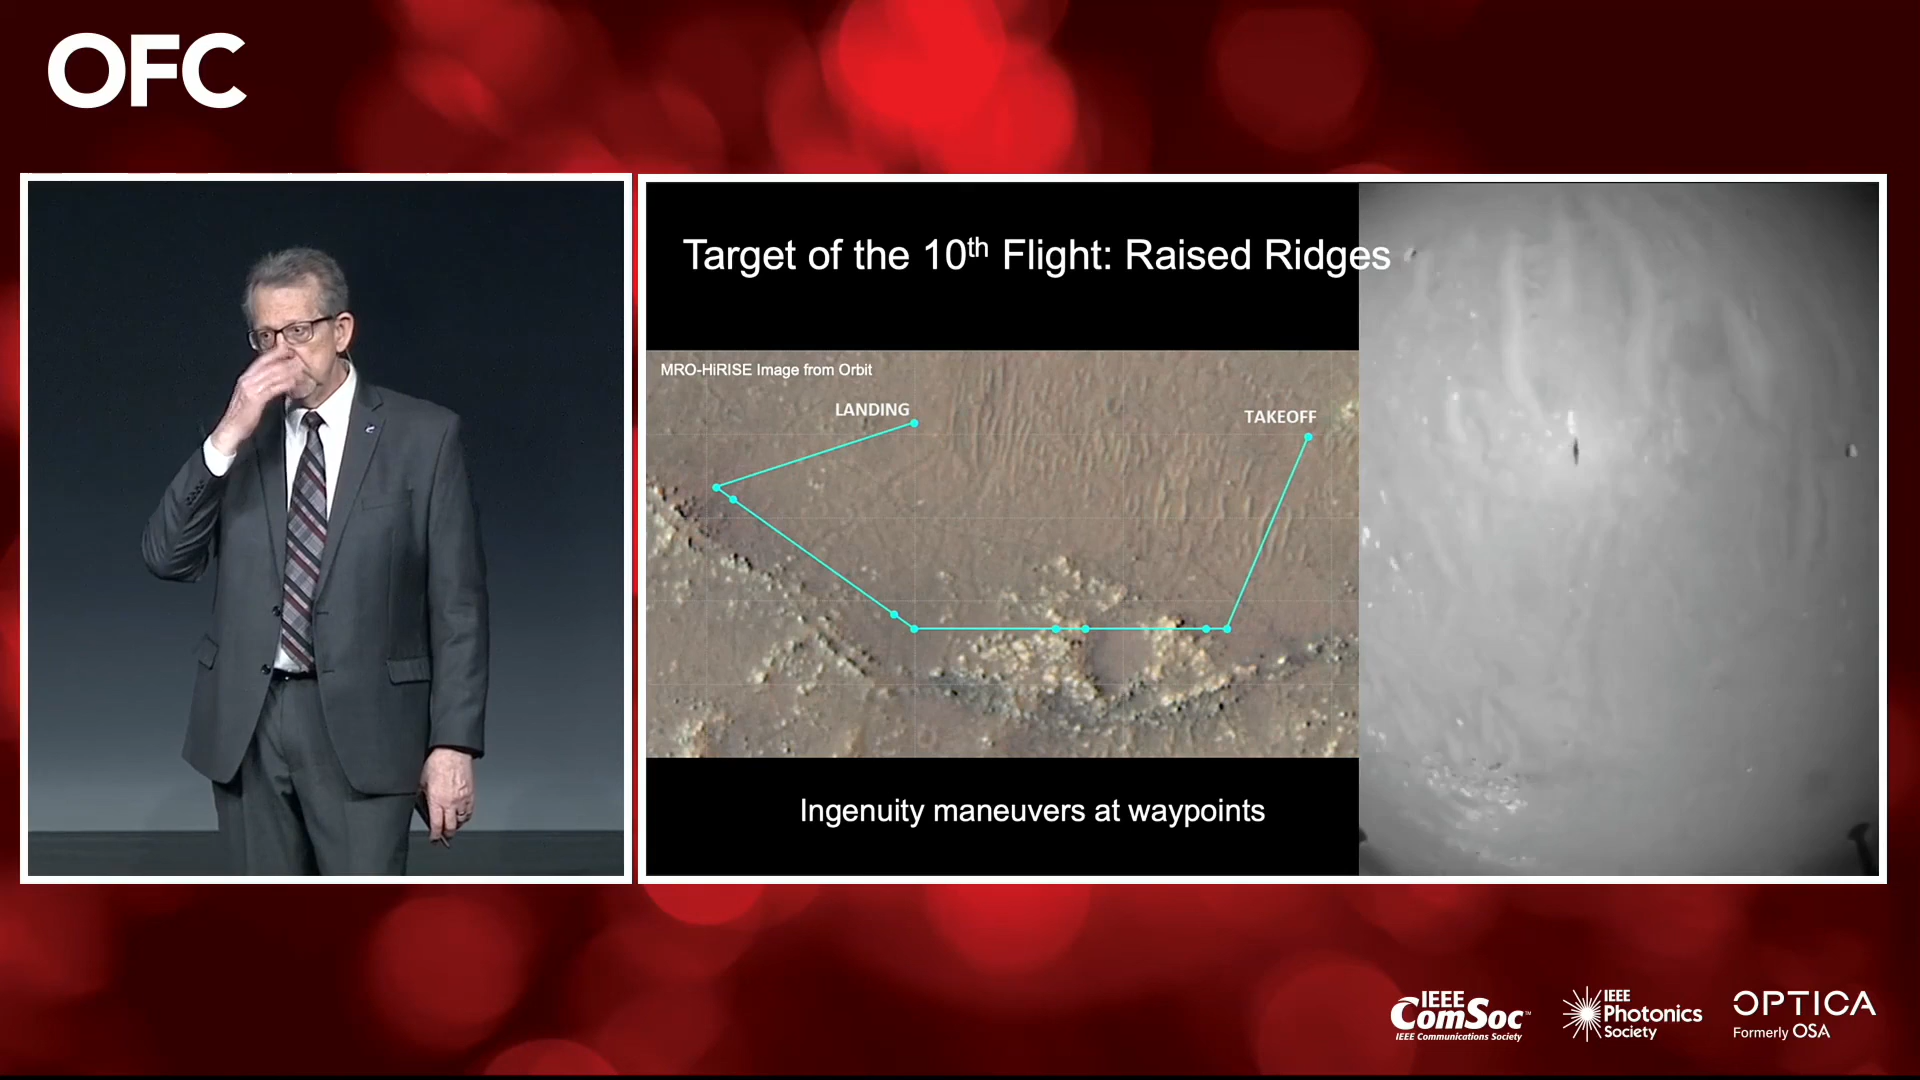 OFC
Target of the 10th Flight: Raised Ridges
MRO-HiRISE Image from Orbit
LANDING
TAKEOFF
Ingenuity maneuvers at waypoints
IEEE
ComSoc™
IEEE Communications Society
IEEE
Photonics
Society
OPTICA
Formerly OSA